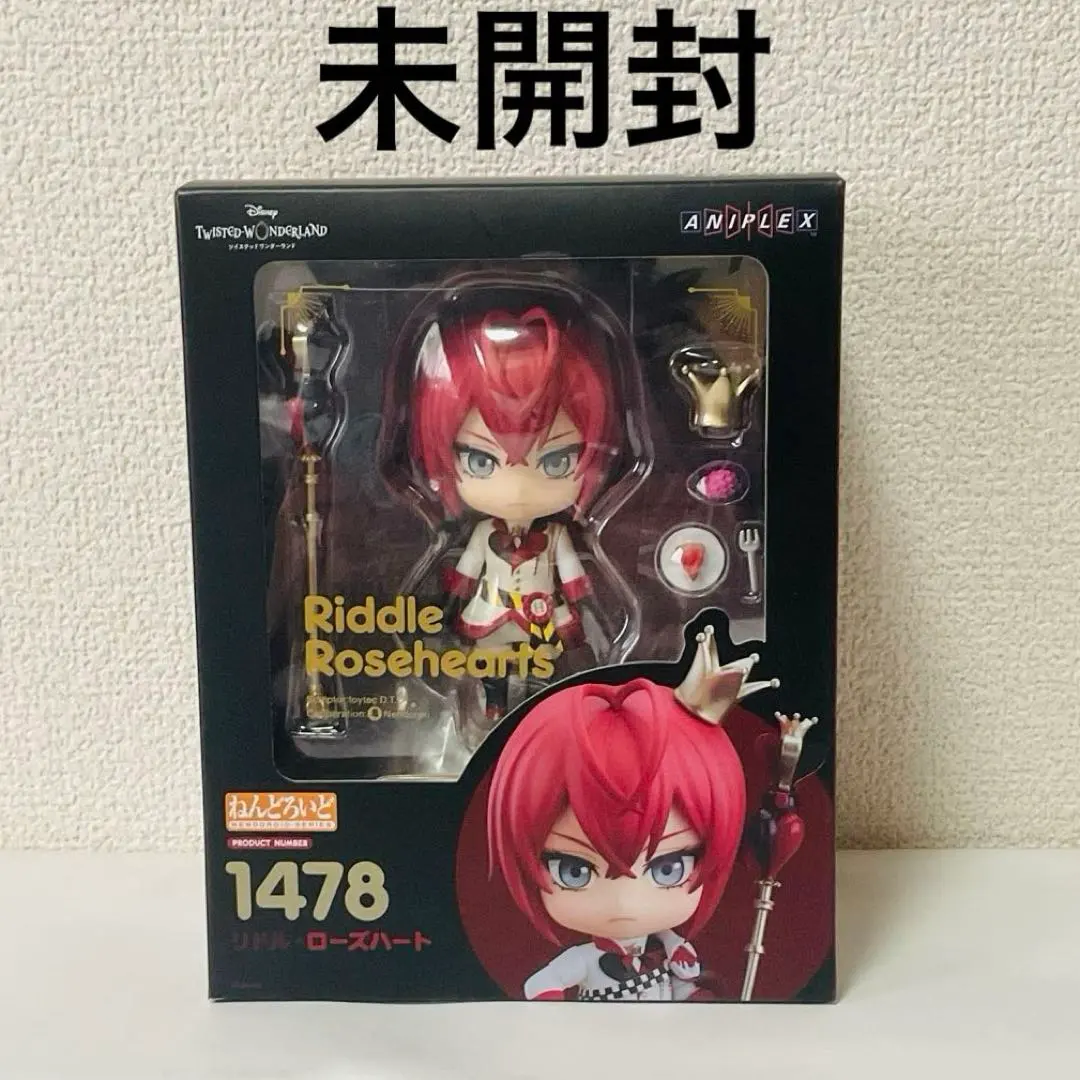 未開封
Disney
TWISTED-WONDERLAND
ツイステッドワンダーランド
ANIPLEX
Riddle
Rosehearts
ねんどろいど
NENDOROID SERIES
PRODUCT NUMBER
1478
リドル・ローズハート